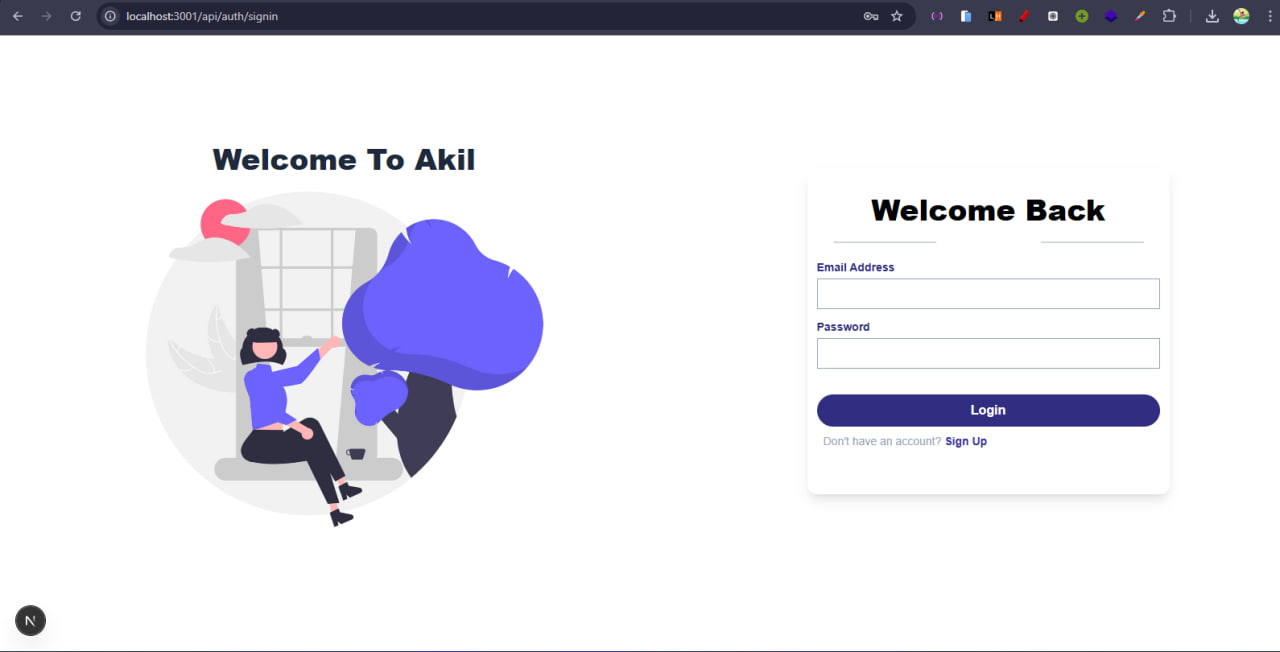 localhost:3001/api/auth/signin
Welcome To Akil
Welcome Back
Email Address
Password
Login
Don't have an account? Sign Up
N